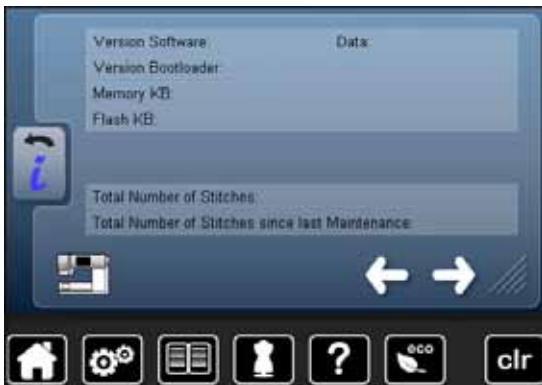 Version Software Data:
Version Bootloader
Memory KB:
Flash KB:
i
Total Number of Stitches:
Total Number of Stitches since last Maintenance:
? eco clr